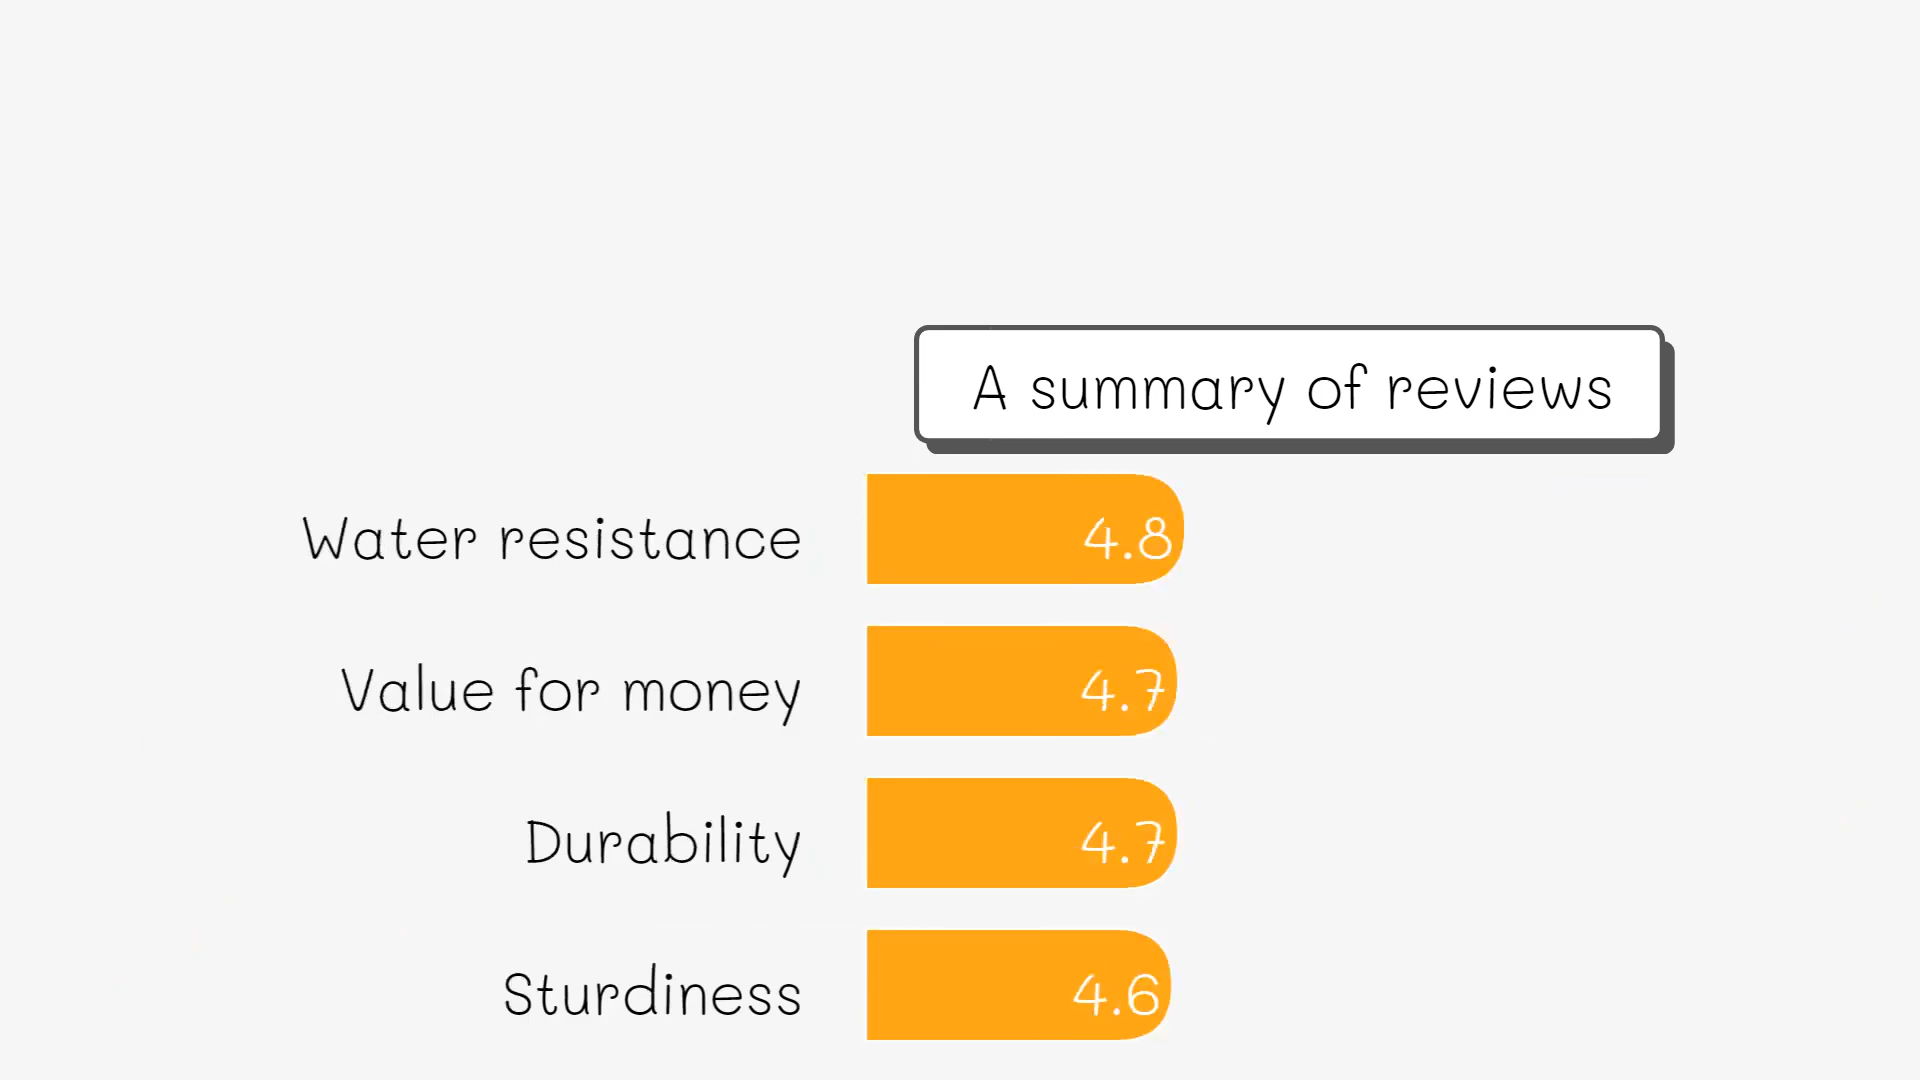 A summary of reviews
Water resistance 4.8
Value for money 4.7
Durability 4.7
Sturdiness 4.6